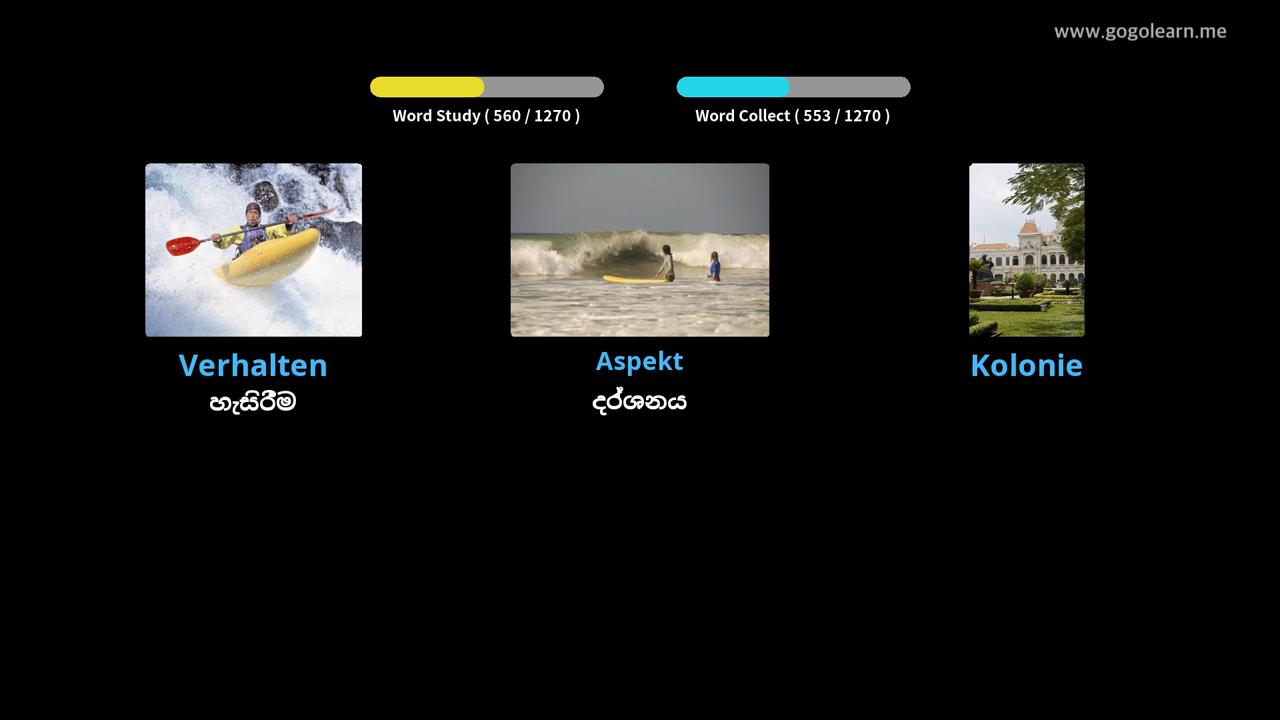 www.gogolearn.me
Word Study ( 560 / 1270 )
Word Collect ( 553 / 1270 )
Verhalten
හැසිරීම
Aspekt
දර්ශනය
Kolonie